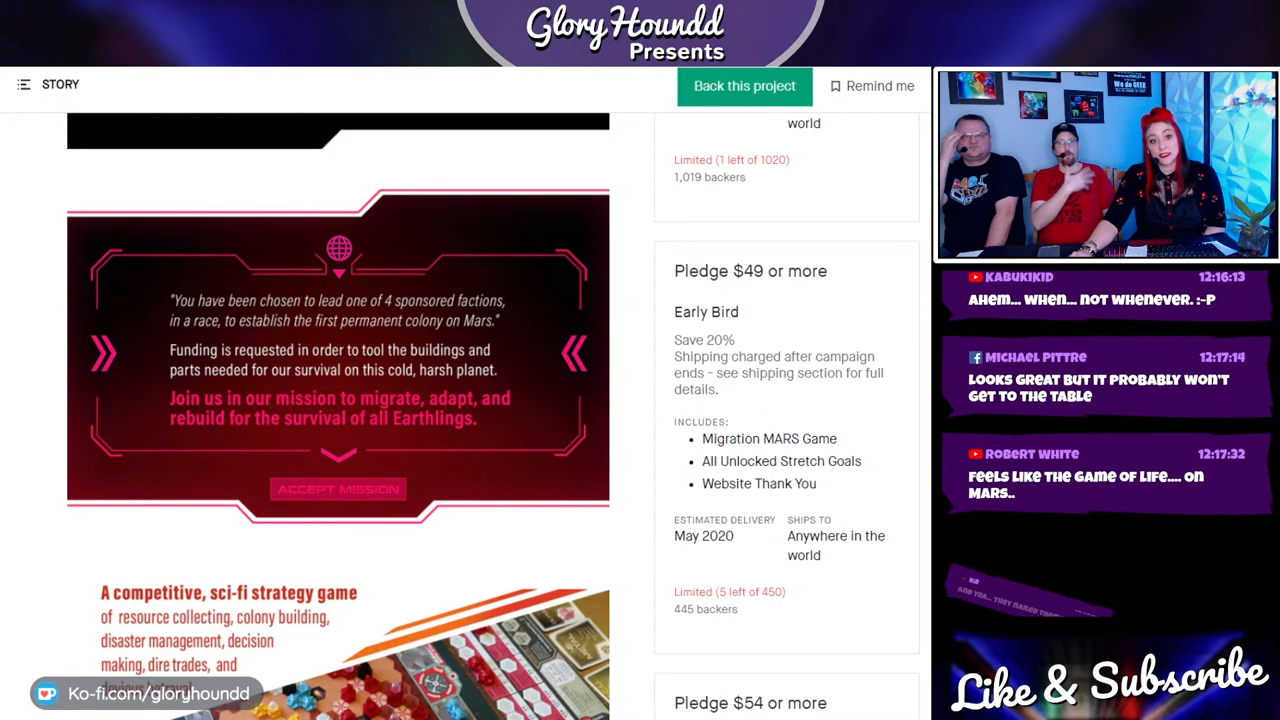 Glory Houndd
Presents
STORY
Back this project
Remind me
world
Limited (1 left of 1020)
1,019 backers
"You have been chosen to lead one of 4 sponsored factions,
in a race, to establish the first permanent colony on Mars."
Funding is requested in order to tool the buildings and
parts needed for our survival on this cold, harsh planet.
Join us in our mission to migrate, adapt, and
rebuild for the survival of all Earthlings.
ACCEPT MISSION
A competitive, sci-fi strategy game
of resource collecting, colony building,
disaster management, decision
making, dire trades, and
Ko-fi.com/gloryhoundd
Pledge $49 or more
Early Bird
Save 20%
Shipping charged after campaign
ends - see shipping section for full
details.
INCLUDES:
• Migration MARS Game
• All Unlocked Stretch Goals
• Website Thank You
ESTIMATED DELIVERY
May 2020
SHIPS TO
Anywhere in the
world
Limited (5 left of 450)
445 backers
Pledge $54 or more
We do GEEK
KABUKIKID 12:16:13
AHEM... WHEN... NOT WHENEVER. :-P
MICHAEL PITTRE 12:17:14
LOOKS GREAT BUT IT PROBABLY WON'T
GET TO THE TABLE
ROBERT WHITE 12:17:32
FEELS LIKE THE GAME OF LIFE.... ON
MARS..
AND YEA... THEY NAILED
Like & Subscribe